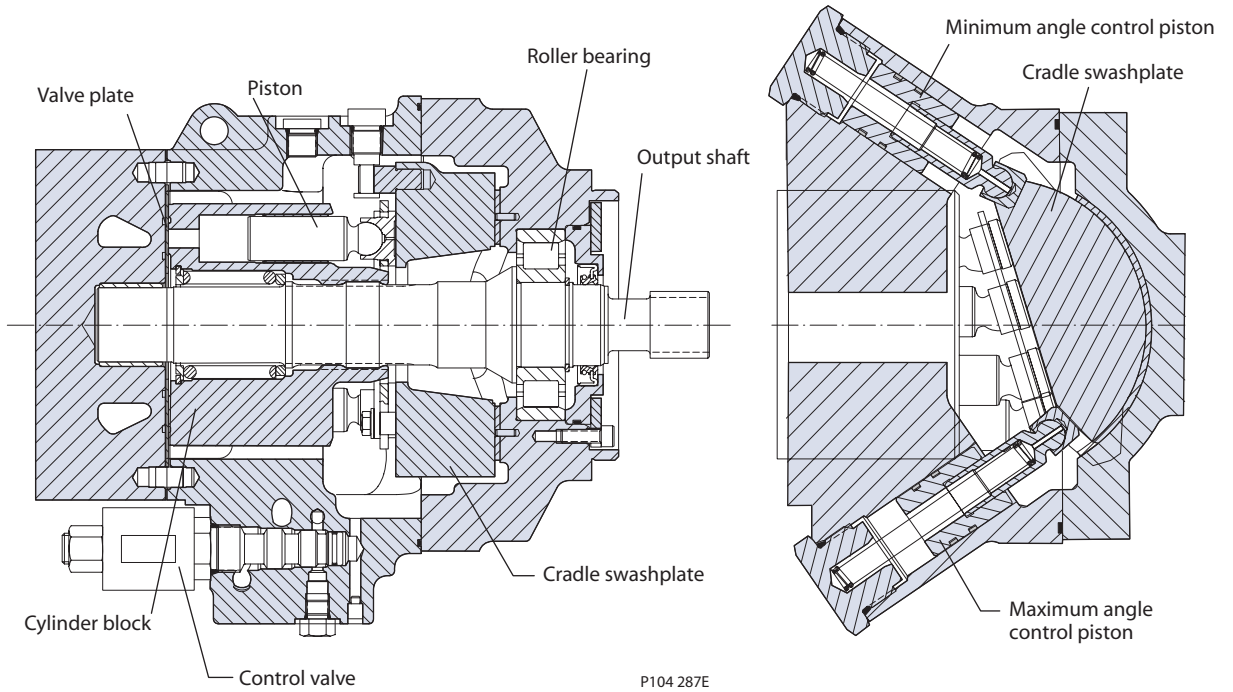 Minimum angle control piston
Roller bearing
Cradle swashplate
Piston
Valve plate
Output shaft
Cradle swashplate
Maximum angle
control piston
Cylinder block
Control valve
P104 287E